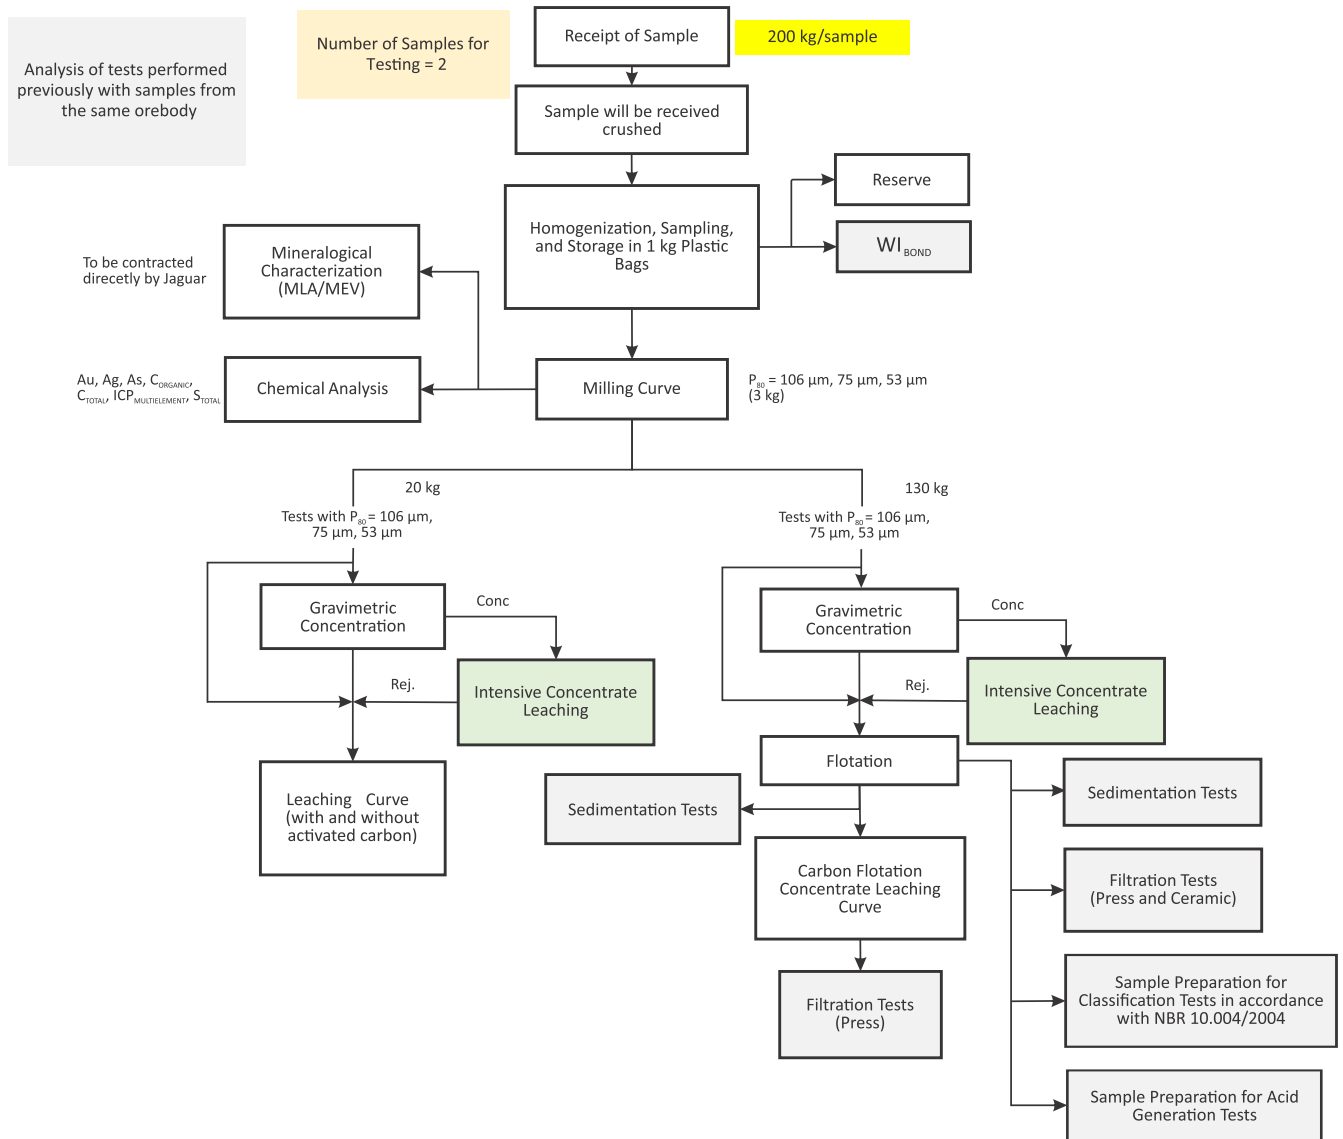 Receipt of Sample
200 kg/sample
Number of Samples for
Testing = 2
Analysis of tests performed
previously with samples from
the same orebody
Sample will be received
crushed
Reserve
Homogenization, Sampling,
and Storage in 1 kg Plastic
Bags
WI BOND
Mineralogical
Characterization
(MLA/MEV)
To be contracted
direcetly by Jaguar
Au, Ag, As, C ORGANIC,
C TOTAL, ICP MULTIELEMENT, S TOTAL
Chemical Analysis
Milling Curve
P80 = 106 µm, 75 µm, 53 µm
(3 kg)
20 kg
130 kg
Tests with P80 = 106 µm,
75 µm, 53 µm
Tests with P80 = 106 µm,
75 µm, 53 µm
Gravimetric
Concentration
Conc
Gravimetric
Concentration
Conc
Rej.
Intensive Concentrate
Leaching
Rej.
Intensive Concentrate
Leaching
Flotation
Leaching Curve
(with and without
activated carbon)
Sedimentation Tests
Sedimentation Tests
Carbon Flotation
Concentrate Leaching
Curve
Filtration Tests
(Press and Ceramic)
Filtration Tests
(Press)
Sample Preparation for
Classification Tests in accordance
with NBR 10.004/2004
Sample Preparation for Acid
Generation Tests